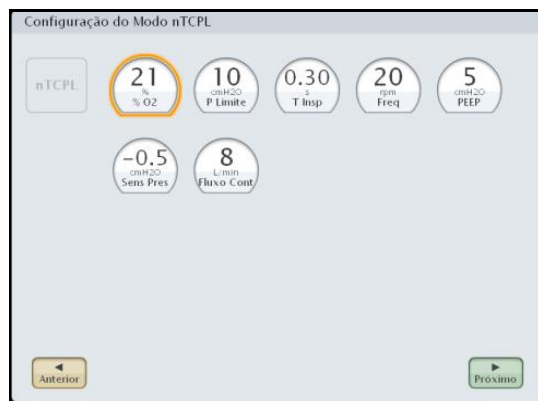 Configuração do Modo nTCPL
nTCPL
21
%
% O2
10
cmH2O
P Limite
0.30
s
T Insp
20
rpm
Freq
5
cmH2O
PEEP
-0.5
cmH2O
Sens Pres
8
L/min
Fluxo Cont
Anterior
Próximo